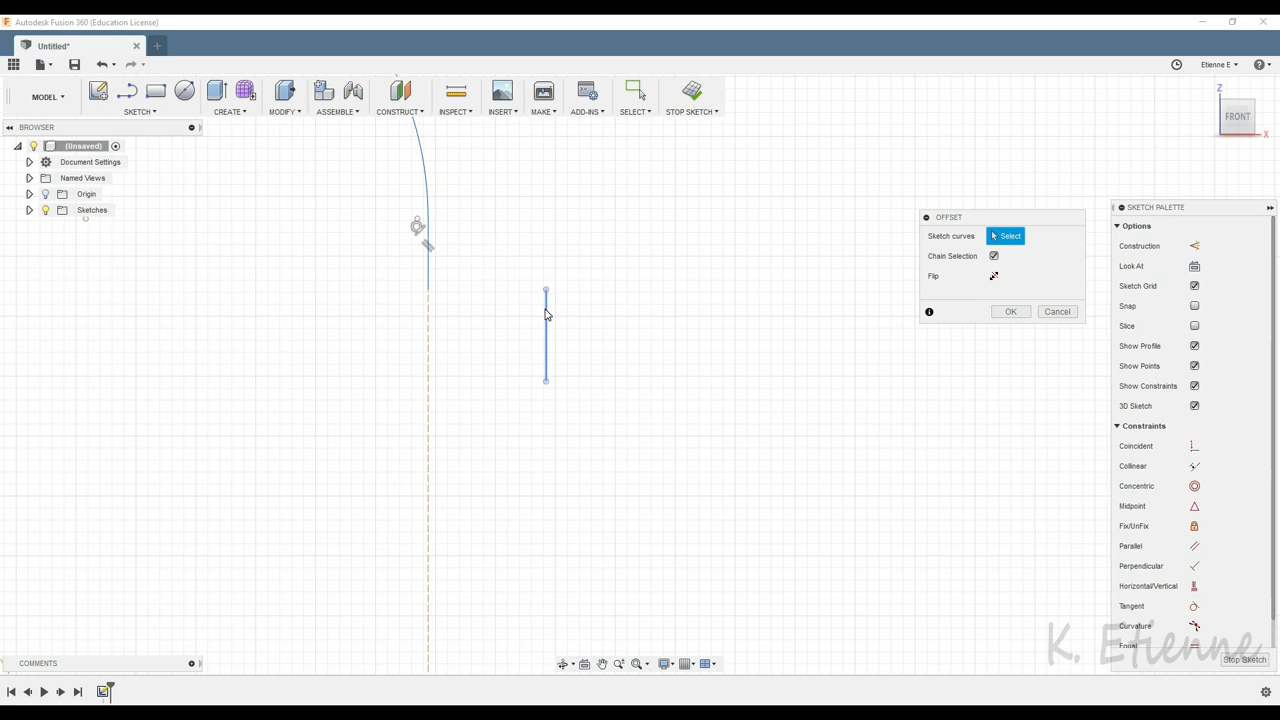 Autodesk Fusion 360 (Education License)
Untitled*
Etienne E
MODEL
SKETCH
CREATE
MODIFY
ASSEMBLE
CONSTRUCT
INSPECT
INSERT
MAKE
ADD-INS
SELECT
STOP SKETCH
Z
FRONT
X
BROWSER
(Unsaved)
Document Settings
Named Views
Origin
Sketches
OFFSET
Sketch curves
Select
Chain Selection
Flip
OK
Cancel
SKETCH PALETTE
Options
Construction
Look At
Sketch Grid
Snap
Slice
Show Profile
Show Points
Show Constraints
3D Sketch
Constraints
Coincident
Collinear
Concentric
Midpoint
Fix/UnFix
Parallel
Perpendicular
Horizontal/Vertical
Tangent
Curvature
Equal
K. Etienne
Stop Sketch
COMMENTS